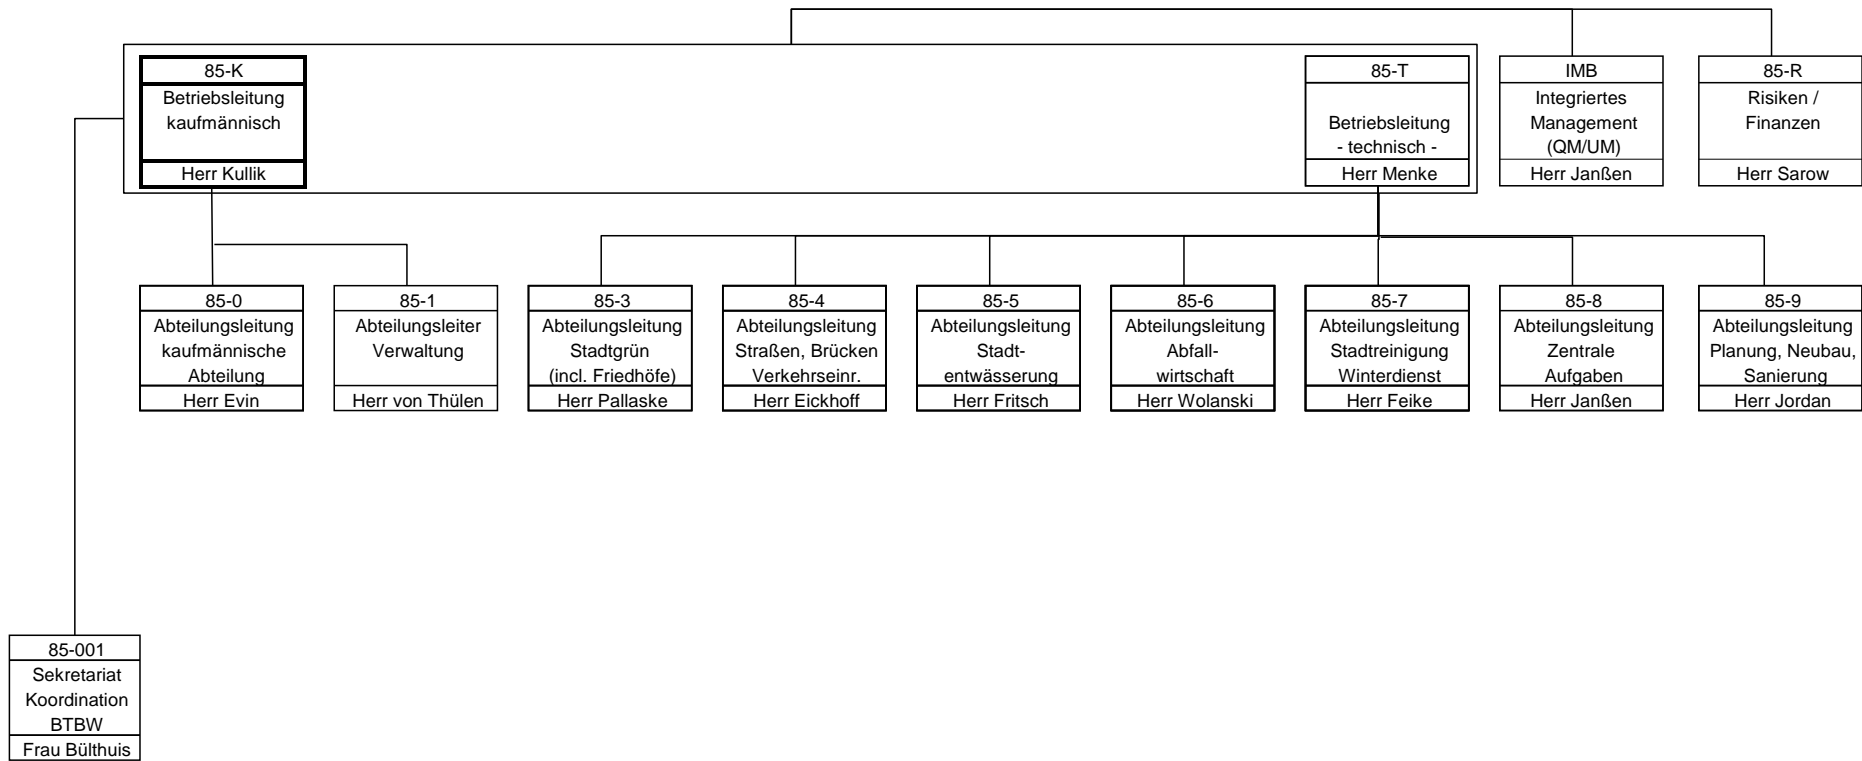 85-K
Betriebsleitung
kaufmännisch
Herr Kullik
85-T
Betriebsleitung
- technisch -
Herr Menke
IMB
Integriertes
Management
(QM/UM)
Herr Janßen
85-R
Risiken /
Finanzen
Herr Sarow
85-0
Abteilungsleitung
kaufmännische
Abteilung
Herr Evin
85-1
Abteilungsleiter
Verwaltung
Herr von Thülen
85-3
Abteilungsleitung
Stadtgrün
(incl. Friedhöfe)
Herr Pallaske
85-4
Abteilungsleitung
Straßen, Brücken
Verkehrseinr.
Herr Eickhoff
85-5
Abteilungsleitung
Stadt-
entwässerung
Herr Fritsch
85-6
Abteilungsleitung
Abfall-
wirtschaft
Herr Wolanski
85-7
Abteilungsleitung
Stadtreinigung
Winterdienst
Herr Feike
85-8
Abteilungsleitung
Zentrale
Aufgaben
Herr Janßen
85-9
Abteilungsleitung
Planung, Neubau,
Sanierung
Herr Jordan
85-001
Sekretariat
Koordination
BTBW
Frau Bülthuis